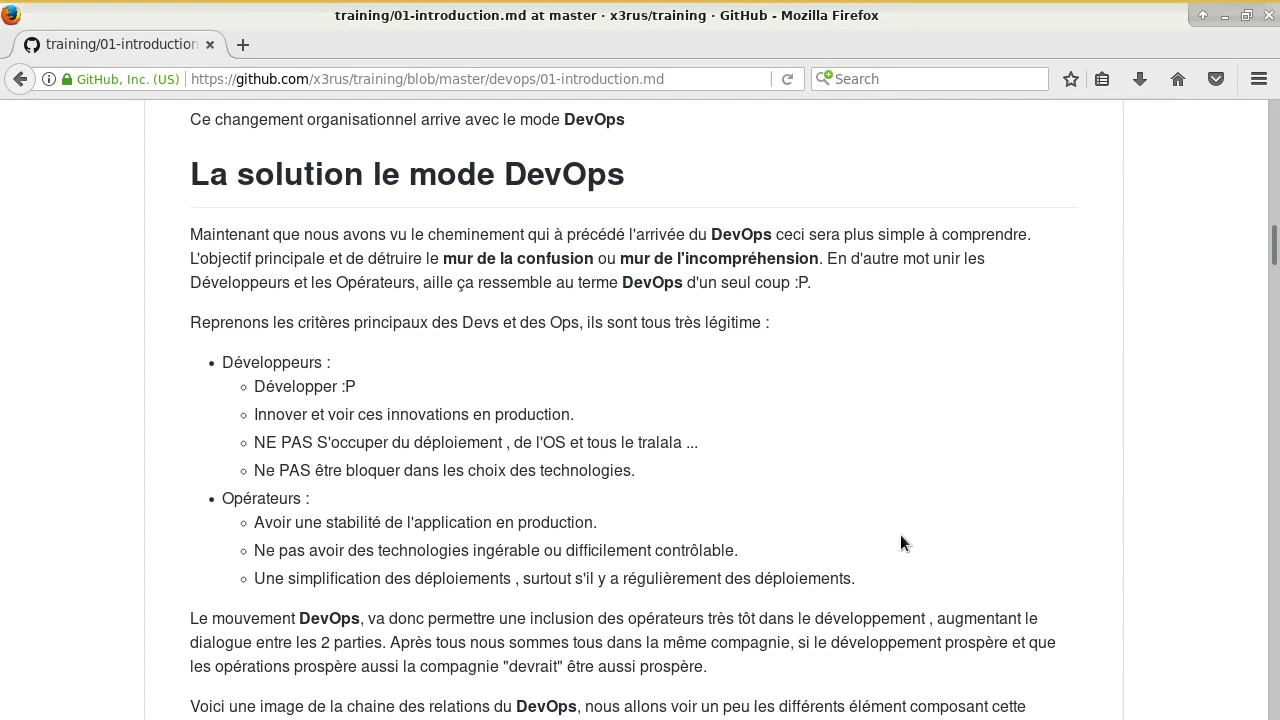 training/01-introduction.md at master · x3rus/training · GitHub - Mozilla Firefox
training/01-introduction
GitHub, Inc. (US)
https://github.com/x3rus/training/blob/master/devops/01-introduction.md
Search
Ce changement organisationnel arrive avec le mode DevOps
La solution le mode DevOps
Maintenant que nous avons vu le cheminement qui à précédé l'arrivée du DevOps ceci sera plus simple à comprendre.
L'objectif principale et de détruire le mur de la confusion ou mur de l'incompréhension. En d'autre mot unir les
Développeurs et les Opérateurs, aille ça ressemble au terme DevOps d'un seul coup :P.
Reprenons les critères principaux des Devs et des Ops, ils sont tous très légitime :
• Développeurs :
◦ Développer :P
◦ Innover et voir ces innovations en production.
◦ NE PAS S'occuper du déploiement , de l'OS et tous le tralala ...
◦ Ne PAS être bloquer dans les choix des technologies.
• Opérateurs :
◦ Avoir une stabilité de l'application en production.
◦ Ne pas avoir des technologies ingérable ou difficilement contrôlable.
◦ Une simplification des déploiements , surtout s'il y a régulièrement des déploiements.
Le mouvement DevOps, va donc permettre une inclusion des opérateurs très tôt dans le développement , augmentant le
dialogue entre les 2 parties. Après tous nous sommes tous dans la même compagnie, si le développement prospère et que
les opérations prospère aussi la compagnie "devrait" être aussi prospère.
Voici une image de la chaine des relations du DevOps, nous allons voir un peu les différents élément composant cette